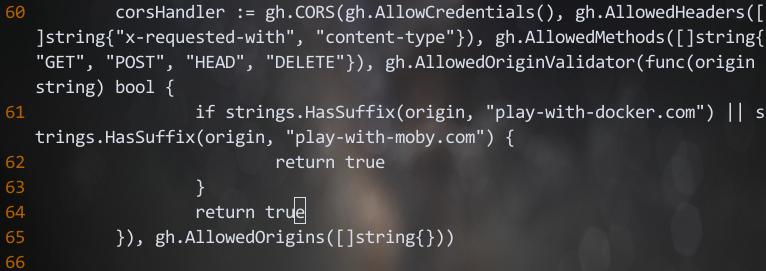 60 corsHandler := gh.CORS(gh.AllowCredentials(), gh.AllowedHeaders([
]string{"x-requested-with", "content-type"}), gh.AllowedMethods([]string{
"GET", "POST", "HEAD", "DELETE"}), gh.AllowedOriginValidator(func(origin
string) bool {
61 if strings.HasSuffix(origin, "play-with-docker.com") || s
trings.HasSuffix(origin, "play-with-moby.com") {
62 return true
63 }
64 return true
65 }), gh.AllowedOrigins([]string{}))
66